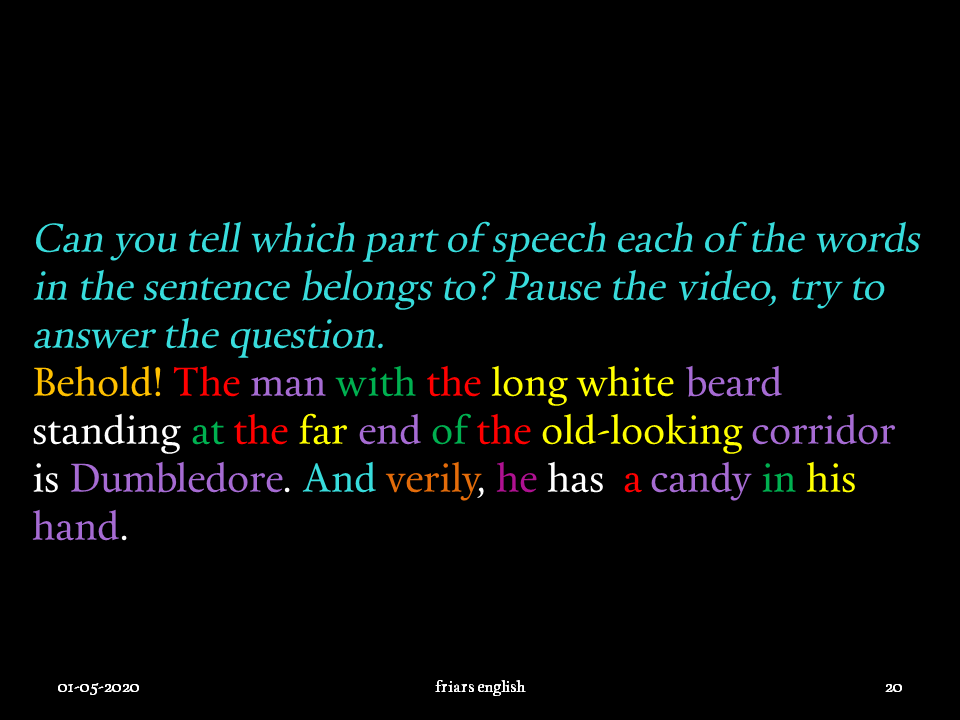 Can you tell which part of speech each of the words
in the sentence belongs to? Pause the video, try to
answer the question.
Behold! The man with the long white beard
standing at the far end of the old-looking corridor
is Dumbledore. And verily, he has  a candy in his
hand.
01-05-2020
friars english
20